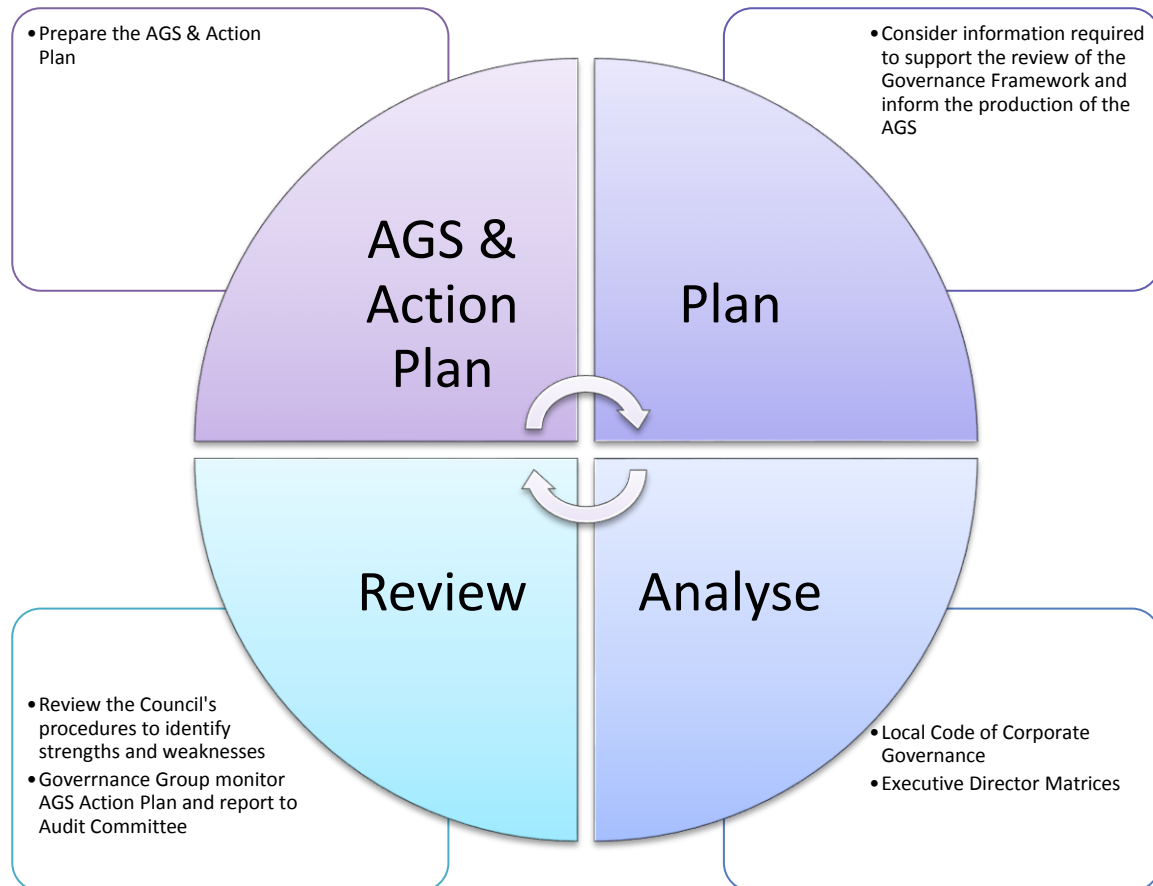 •Prepare the AGS & Action
Plan
•Consider information required
to support the review of the
Governance Framework and
inform the production of the
AGS
AGS &
Action
Plan
Plan
Review
Analyse
•Review the Council's
procedures to identify
strengths and weaknesses
•Goverrnance Group monitor
AGS Action Plan and report to
Audit Committee
•Local Code of Corporate
Governance
•Executive Director Matrices